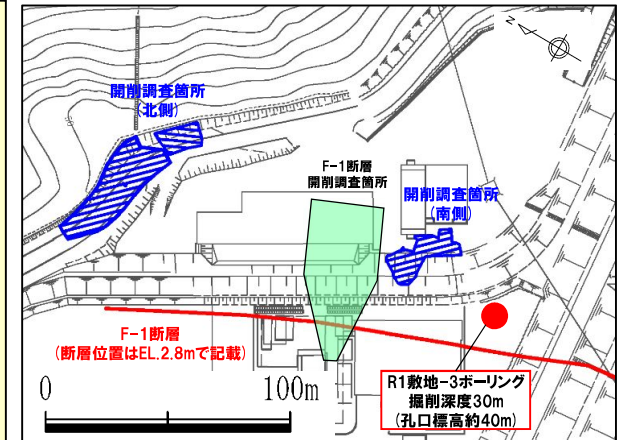 N
開削調査箇所
(北側)
F-1断層
開削調査箇所
開削調査箇所
(南側)
F-1断層
(断層位置はEL.2.8mで記載)
R1敷地-3ボーリング
掘削深度30m
(孔口標高約40m)
0 100m